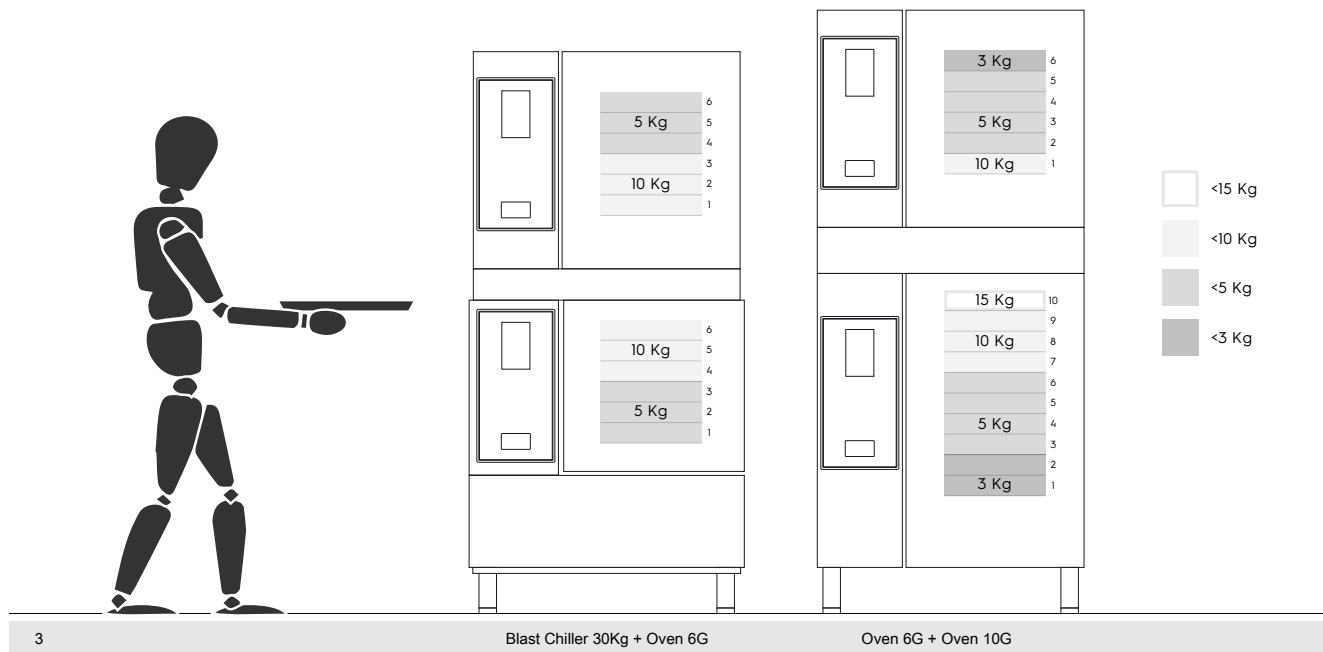 6
5 Kg 5
4
3
10 Kg 2
1
6
10 Kg 5
4
3
5 Kg 2
1
3 Kg 6
5
4
5 Kg 3
2
10 Kg 1
15 Kg 10
9
10 Kg 8
7
6
5
5 Kg 4
3
2
3 Kg 1
<15 Kg
<10 Kg
<5 Kg
<3 Kg
3 Blast Chiller 30Kg + Oven 6G Oven 6G + Oven 10G